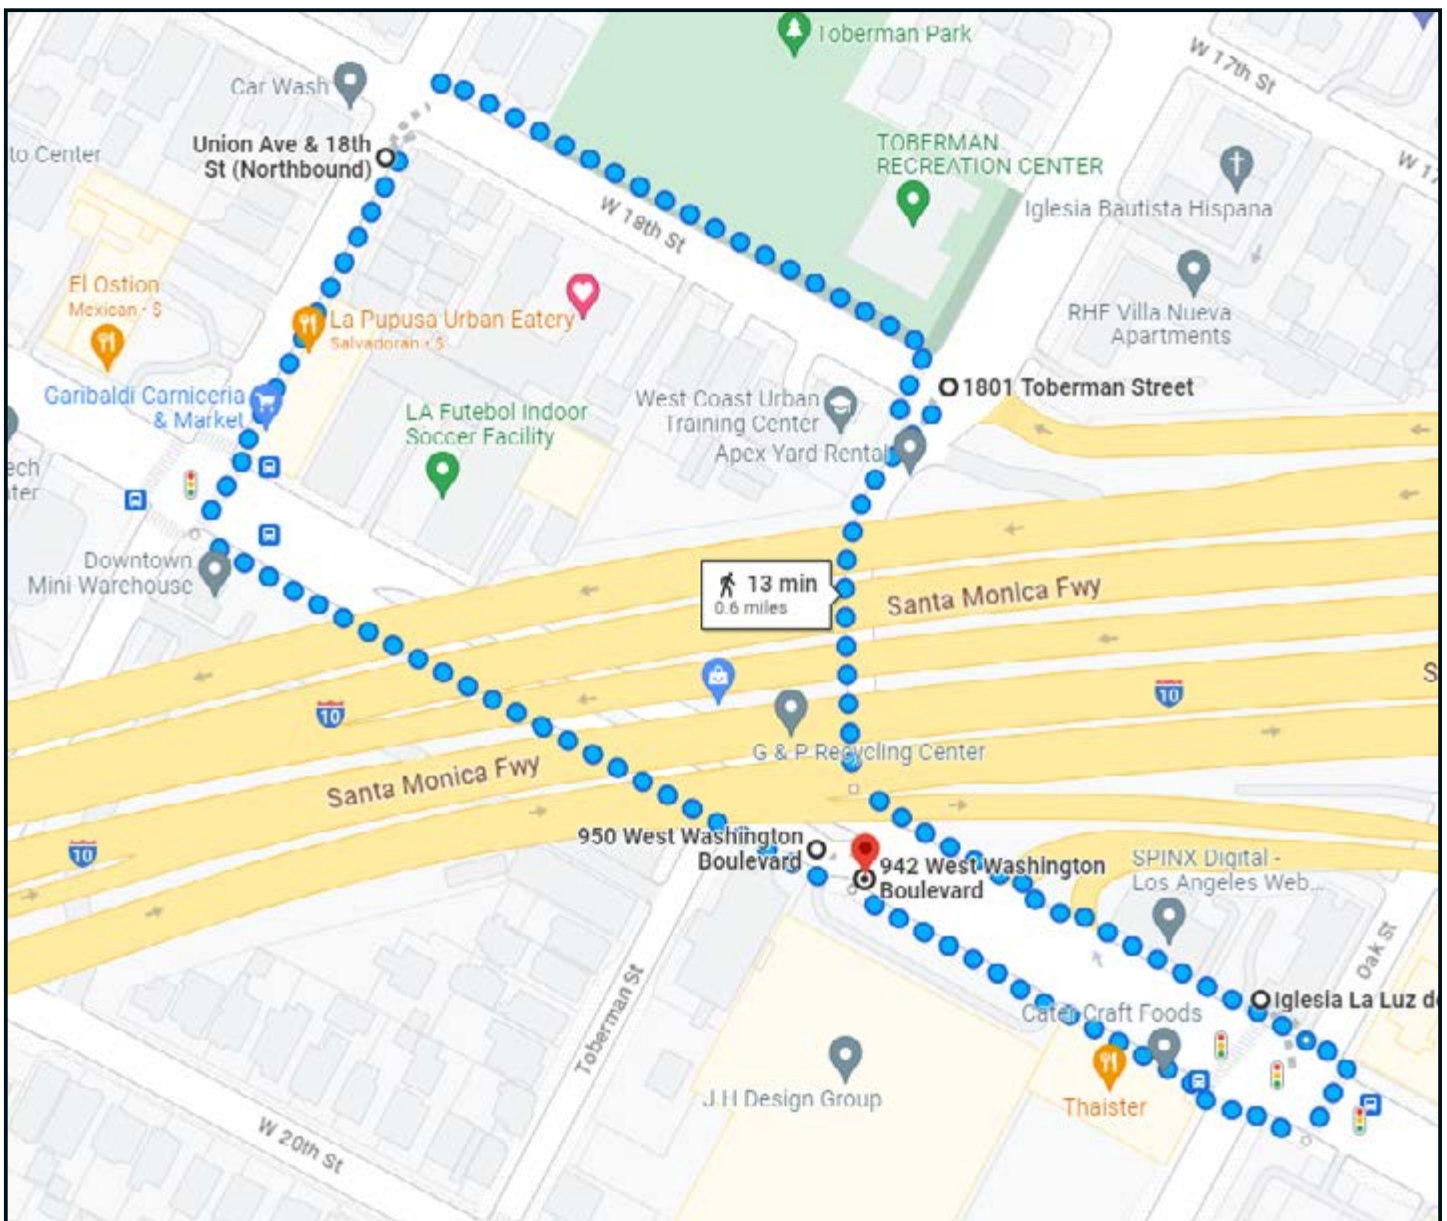 Toberman Park
W 17th St
Car Wash
Union Ave & 18th
St (Northbound)
to Center
TOBERMAN
RECREATION CENTER
W 17
Iglesia Bautista Hispana
W 18th St
El Ostion
Mexican · $
La Pupusa Urban Eatery
Salvadoran · $
RHF Villa Nueva
Apartments
Garibaldi Carniceria
& Market
LA Futebol Indoor
Soccer Facility
West Coast Urban
Training Center
1801 Toberman Street
Apex Yard Rental
ech
ter
Downtown
Mini Warehouse
13 min
0.6 miles
Santa Monica Fwy
S
10
10
G & P Recycling Center
Santa Monica Fwy
10
950 West Washington
Boulevard
942 West Washington
Boulevard
SPINX Digital -
Los Angeles Web...
Oak St
Iglesia La Luz d
Cater Craft Foods
Toberman St
J H Design Group
Thaister
W 20th St